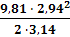 9,81 · 2,94²
2 · 3,14